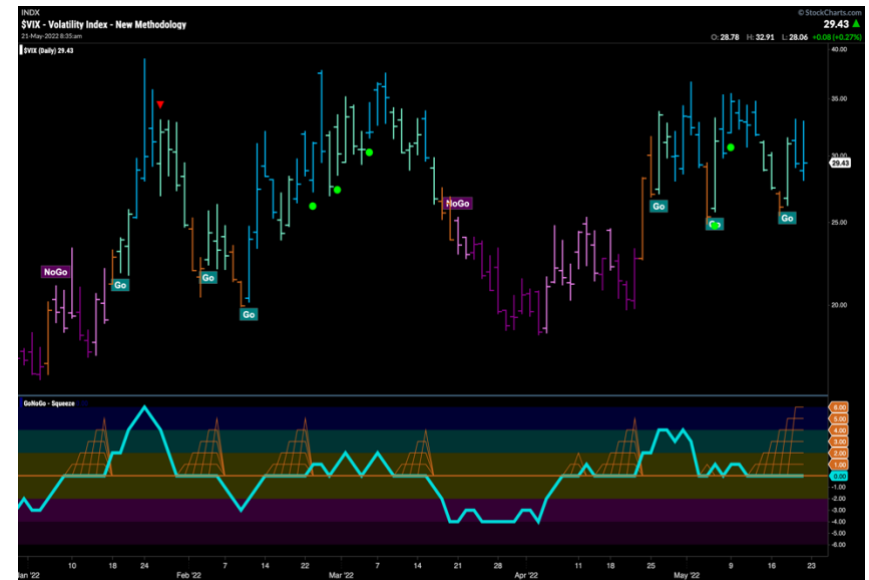 INDX
© StockCharts.com
$VIX - Volatility Index - New Methodology
29.43
21-May-2022 8:35am
O: 28.78 H: 32.91 L: 28.06 +0.08 (+0.27%)
$VIX (Daily) 29.43
40.00
35.00
30.00
29.43
25.00
20.00
NoGo
Go
Go
Go
NoGo
Go
Go
Go
GoNoGo - Squeeze
6.00
5.00
4.00
3.00
2.00
1.00
0.00
-1.00
-2.00
-3.00
-4.00
-5.00
-6.00
10 18 24 7 14 22 7 14 21 28 11 18 25 9 16 23
Jan '22 Feb '22 Mar '22 Apr '22 May '22